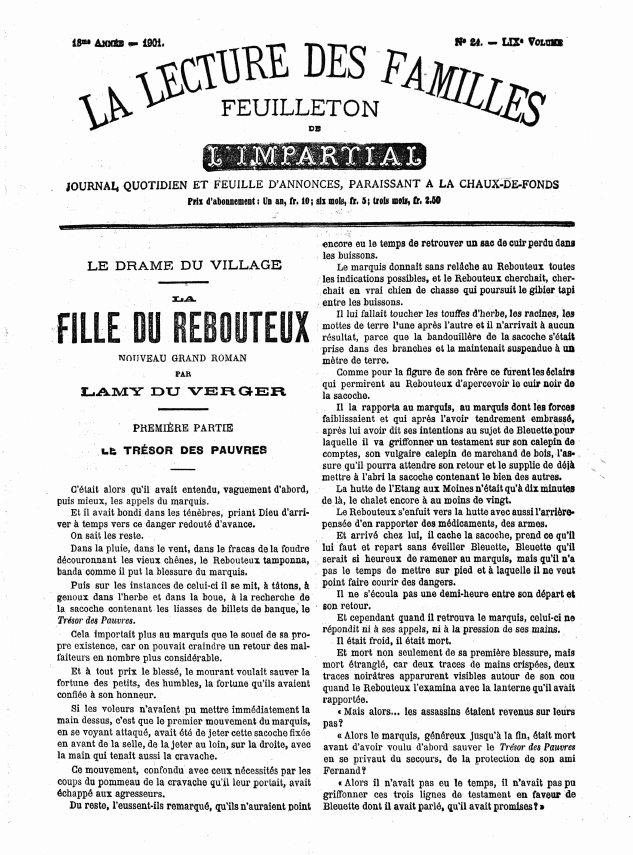 18me ANNÉE — 1901.
No 24. — LIXe VOLUME
LA LECTURE DES FAMILLES
FEUILLETON
DE
L'IMPARTIAL
JOURNAL QUOTIDIEN ET FEUILLE D'ANNONCES, PARAISSANT A LA CHAUX-DE-FONDS
Prix d'abonnement : Un an, fr. 10; six mois, fr. 5; trois mois, fr. 2.50
LE DRAME DU VILLAGE
LA
FILLE DU REBOUTEUX
NOUVEAU GRAND ROMAN
PAR
LAMY DU VERGER
PREMIÈRE PARTIE
LE TRÉSOR DES PAUVRES
C'était alors qu'il avait entendu, vaguement d'abord,
puis mieux, les appels du marquis.
Et il avait bondi dans les ténèbres, priant Dieu d'arri-
ver à temps vers ce danger redouté d'avance.
On sait les reste.
Dans la pluie, dans le vent, dans le fracas de la foudre
découronnant les vieux chênes, le Rebouteux tamponna,
banda comme il put la blessure du marquis.
Puis sur les instances de celui-ci il se mit, à tâtons, à
genoux dans l'herbe et dans la boue, à la recherche de
la sacoche contenant les liasses de billets de banque, le
Trésor des Pauvres.
Cela importait plus au marquis que le souci de sa pro-
pre existence, car on pouvait craindre un retour des mal-
faiteurs en nombre plus considérable.
Et à tout prix le blessé, le mourant voulait sauver la
fortune des petits, des humbles, la fortune qu'ils avaient
confiée à son honneur.
Si les voleurs n'avaient pu mettre immédiatement la
main dessus, c'est que le premier mouvement du marquis,
en se voyant attaqué, avait été de jeter cette sacoche fixée
en avant de la selle, de la jeter au loin, sur la droite, avec
la main qui tenait aussi la cravache.
Ce mouvement, confondu avec ceux nécessités par les
coups du pommeau de la cravache qu'il leur portait, avait
échappé aux agresseurs.
Du reste, l'eussent-ils remarqué, qu'ils n'auraient point
encore eu le temps de retrouver un sac de cuir perdu dans
les buissons.
Le marquis donnait sans relâche au Rebouteux toutes
les indications possibles, et le Rebouteux cherchait, cher-
chait en vrai chien de chasse qui poursuit le gibier tapi
entre les buissons.
Il lui fallait toucher les touffes d'herbe, les racines, les
mottes de terre l'une après l'autre et il n'arrivait à aucun
résultat, parce que la bandouillère de la sacoche s'était
prise dans des branches et la maintenait suspendue à un
mètre de terre.
Comme pour la figure de son frère ce furent les éclairs
qui permirent au Rebouteux d'apercevoir le cuir noir de
la sacoche.
Il la rapporta au marquis, au marquis dont les forces
faiblissaient et qui après l'avoir tendrement embrassé,
après lui avoir dit ses intentions au sujet de Bleuette pour
laquelle il va griffonner un testament sur son calepin de
comptes, son vulgaire calepin de marchand de bois, l'as-
sure qu'il pourra attendre son retour et le supplie de déjà
mettre à l'abri la sacoche contenant le bien des autres.
La hutte de l'Etang aux Moines n'était qu'à dix minutes
de là, le chalet encore à au moins de vingt.
Le Rebouteux s'enfuit vers la hutte avec aussi l'arrière-
pensée d'en rapporter des médicaments, des armes.
Et arrivé chez lui, il cache la sacoche, prend ce qu'il
lui faut et repart sans éveiller Bleuette, Bleuette qu'il
serait si heureux de ramener au marquis, mais qu'il n'a
pas le temps de mettre sur pied et à laquelle il ne veut
point faire courir des dangers.
Il ne s'écoula pas une demi-heure entre son départ et
son retour.
Et cependant quand il retrouva le marquis, celui-ci ne
répondit ni à ses appels, ni à la pression de ses mains.
Il était froid, il était mort.
Et mort non seulement de sa première blessure, mais
mort étranglé, car deux traces de mains crispées, deux
traces noirâtres apparurent visibles autour de son cou
quand le Rebouteux l'examina avec la lanterne qu'il avait
rapportée.
« Mais alors... les assassins étaient revenus sur leurs
pas?
« Alors le marquis, généreux jusqu'à la fin, était mort
avant d'avoir voulu d'abord sauver le Trésor des Pauvres
en se privant du secours, de la protection de son ami
Fernand?
« Alors il n'avait pas eu le temps, il n'avait pas pu
griffonner ces trois lignes de testament en faveur de
Bleuette dont il avait parlé, qu'il avait promises? »